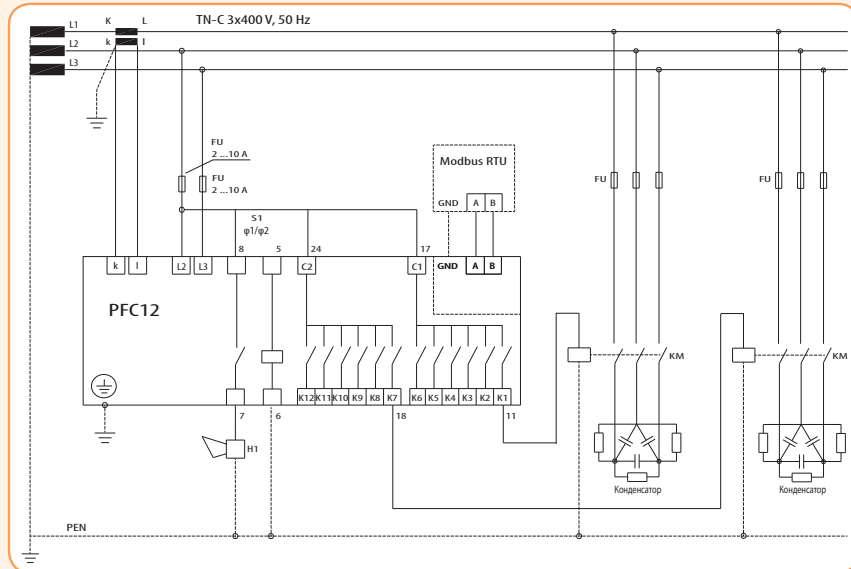 TN-C 3x400 V, 50 Hz
L1 K L
L2 k l
L3
FU
2 ...10 A
FU
2 ...10 A
Modbus RTU
GND A B
FU
FU
S1
φ1/φ2
8 5 24 17
k l L2 L3 C2 C1 GND A B
PFC12
KM
KM
K12 K11 K10 K9 K8 K7 K6 K5 K4 K3 K2 K1
7 6 18 11
H1
Конденсатор
Конденсатор
PEN